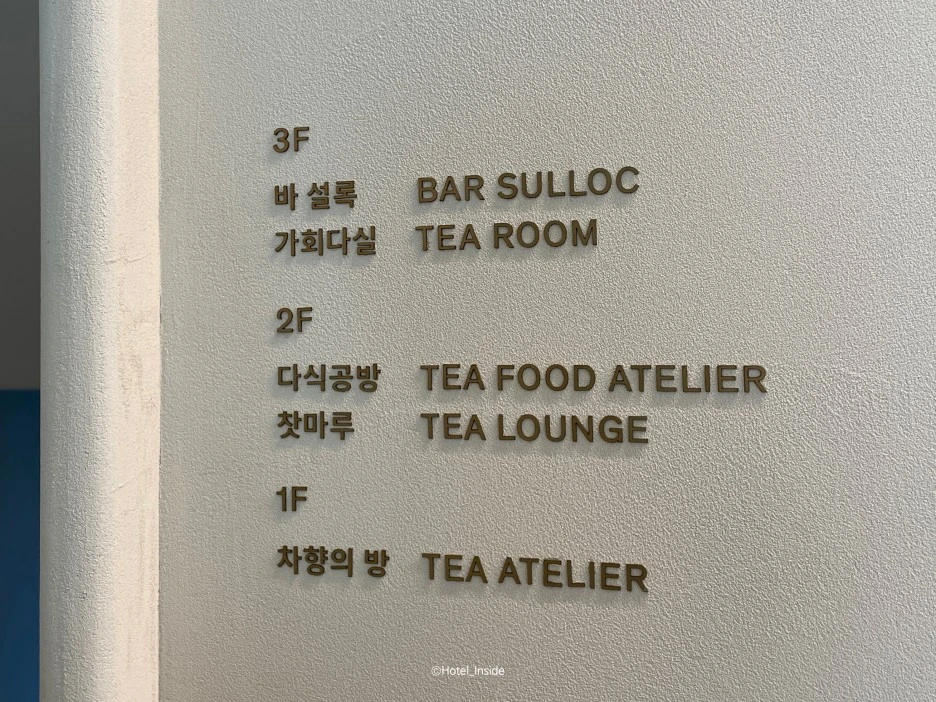 3F
바 설록 BAR SULLOC
가회다실 TEA ROOM
2F
다식공방 TEA FOOD ATELIER
찻마루 TEA LOUNGE
1F
차향의 방 TEA ATELIER
©Hotel_Inside